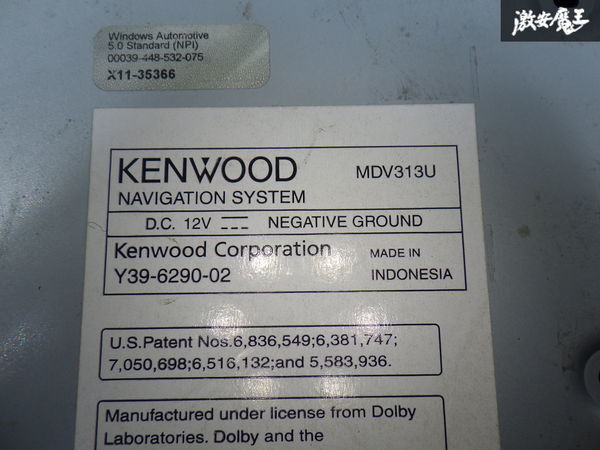 激安魔王
Windows Automotive
5.0 Standard (NPI)
00039-448-532-075
X11-35366
KENWOOD MDV313U
NAVIGATION SYSTEM
D.C. 12V NEGATIVE GROUND
Kenwood Corporation MADE IN
Y39-6290-02 INDONESIA
U.S.Patent Nos.6,836,549;6,381,747;
7,050,698;6,516,132;and 5,583,936.
Manufactured under license from Dolby
Laboratories. Dolby and the